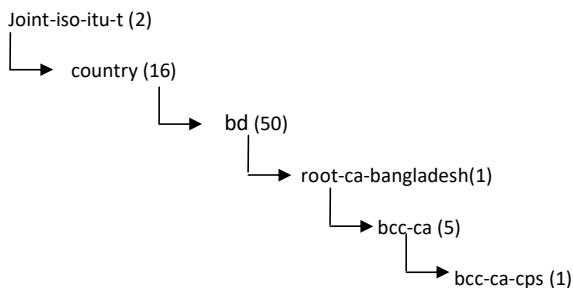 Joint-iso-itu-t (2)
country (16)
bd (50)
root-ca-bangladesh(1)
bcc-ca (5)
bcc-ca-cps (1)